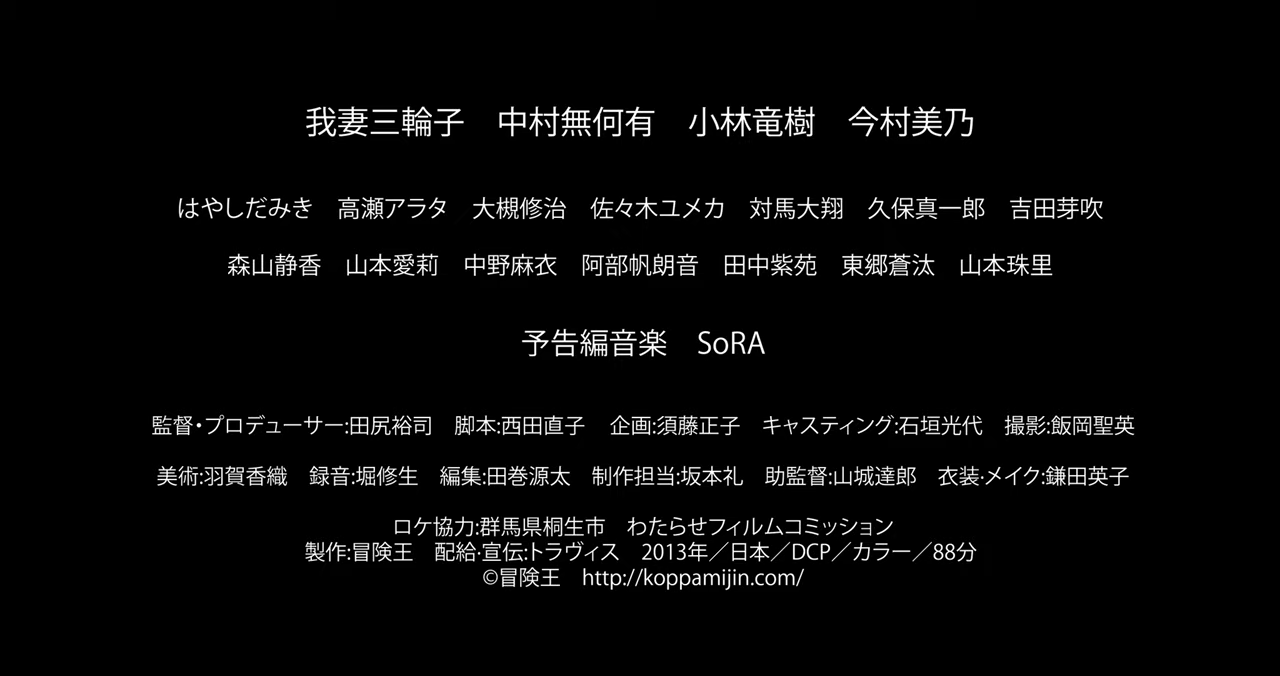 我妻三輪子　中村無何有　小林竜樹　今村美乃
はやしだみき　高瀬アラタ　大槻修治　佐々木ユメカ　対馬大翔　久保真一郎　吉田芽吹
森山静香　山本愛莉　中野麻衣　阿部帆朗音　田中紫苑　東郷蒼汰　山本珠里
予告編音楽　SoRA
監督・プロデューサー:田尻裕司　脚本:西田直子　企画:須藤正子　キャスティング:石垣光代　撮影:飯岡聖英
美術:羽賀香織　録音:堀修生　編集:田巻源太　制作担当:坂本礼　助監督:山城達郎　衣装·メイク:鎌田英子
ロケ協力:群馬県桐生市　わたらせフィルムコミッション
製作:冒険王　配給·宣伝:トラヴィス　2013年／日本／DCP／カラー／88分
©冒険王　http://koppamijin.com/